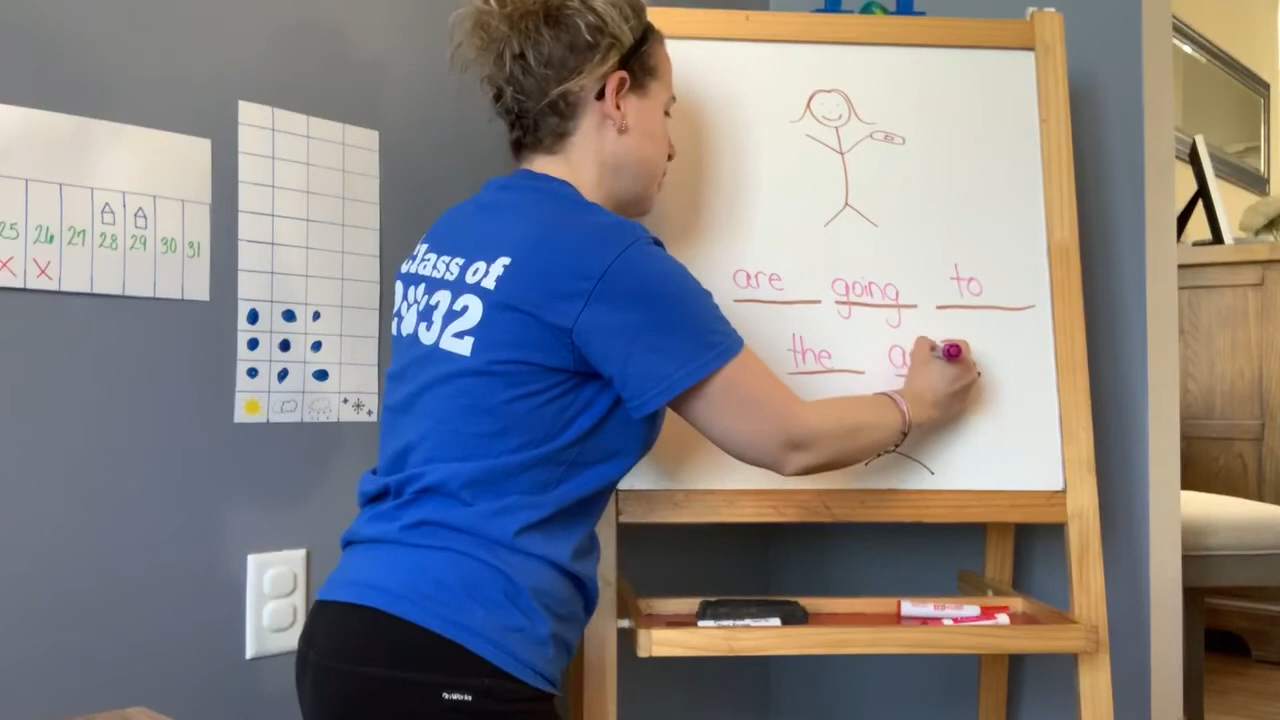 25 26 27 28 29 30 31
Class of
2032
are going to
the